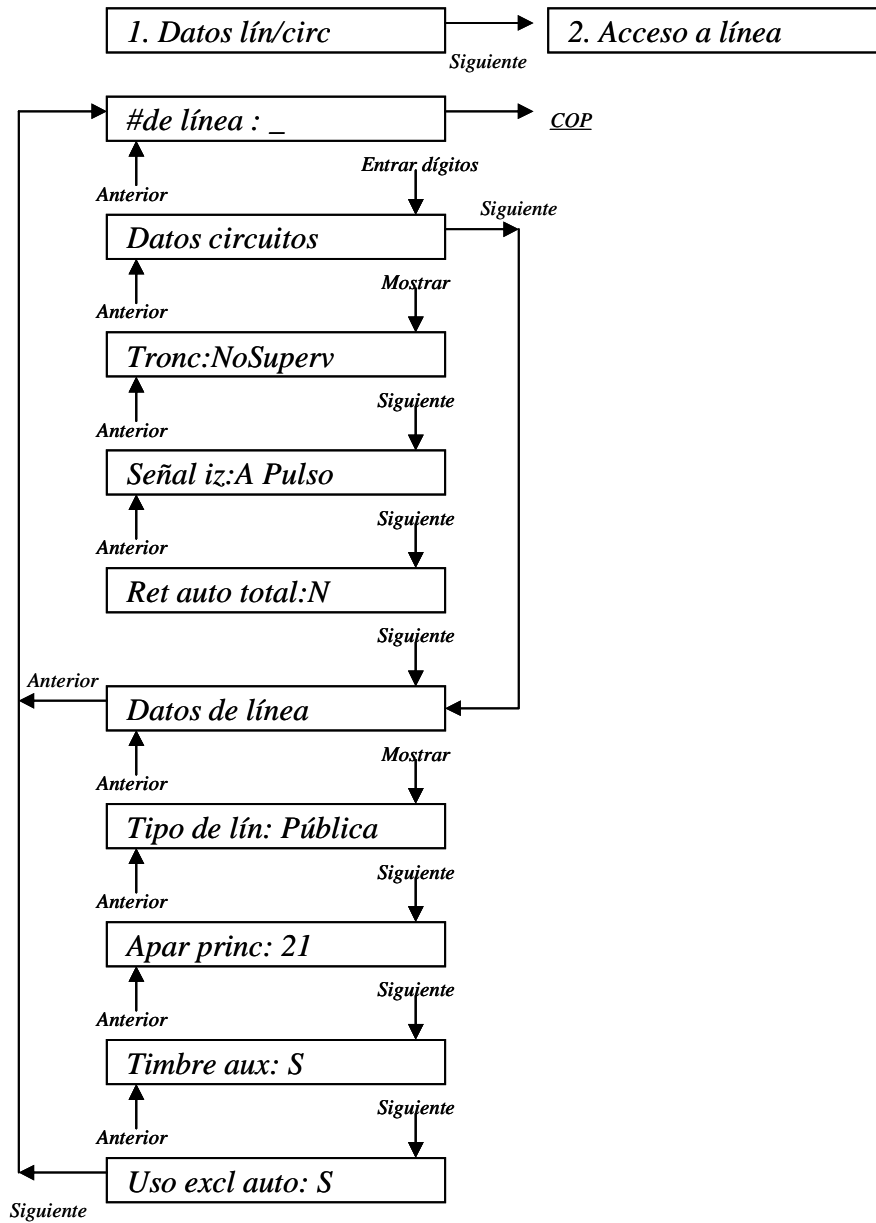 1. Datos lín/circ
2. Acceso a línea
Siguiente
#de línea : _
COP
Entrar dígitos
Anterior
Siguiente
Datos circuitos
Mostrar
Anterior
Tronc:NoSuperv
Siguiente
Anterior
Señal iz:A Pulso
Siguiente
Anterior
Ret auto total:N
Siguiente
Anterior
Datos de línea
Mostrar
Anterior
Tipo de lín: Pública
Siguiente
Anterior
Apar princ: 21
Siguiente
Anterior
Timbre aux: S
Siguiente
Anterior
Uso excl auto: S
Siguiente